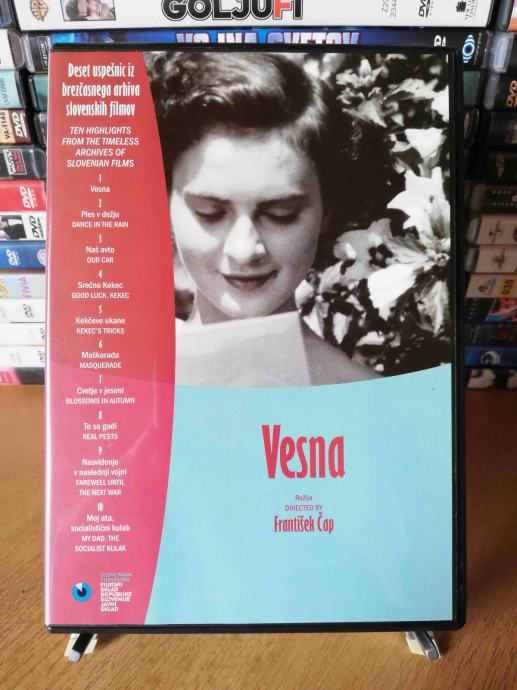 GOLJUFI
VOJNA SVETOV
Deset uspešnic iz
brezčasnega arhiva
slovenskih filmov
TEN HIGHLIGHTS
FROM THE TIMELESS
ARCHIVES OF
SLOVENIAN FILMS
1
Vesna
2
Ples v dežju
DANCE IN THE RAIN
3
Naš avto
OUR CAR
4
Srečno Kekec
GOOD LUCK, KEKEC
5
Kekčeve ukane
KEKEC'S TRICKS
6
Maškarada
MASQUERADE
7
Cvetje v jeseni
BLOSSOMS IN AUTUMN
8
To so gadi
REAL PESTS
9
Nasvidenje
v naslednji vojni
FAREWELL UNTIL
THE NEXT WAR
10
Moj ata,
socialistični kulak
MY DAD, THE
SOCIALIST KULAK
Vesna
Režija
DIRECTED BY
František Čap
SLOVENIAN
FILM FUND
FILMSKI
SKLAD
REPUBLIKE
SLOVENIJE
JAVNI
SKLAD